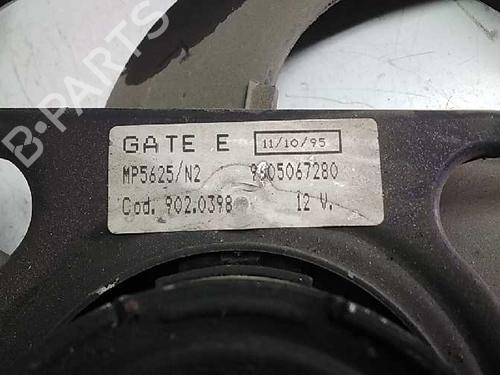 GATE E 11/10/95
MP5625/N2 9605067280
Cod. 902.0398 12 V.
B-PARTS